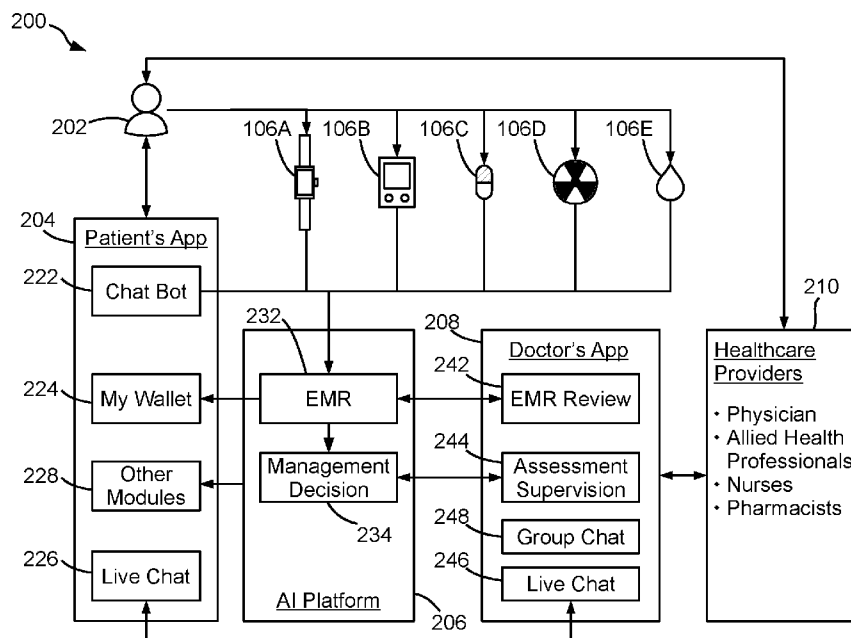 200
202
106A
106B
106C
106D
106E
204
Patient's App
222
Chat Bot
224
My Wallet
228
Other
Modules
226
Live Chat
232
EMR
Management
Decision
234
AI Platform
206
208
Doctor's App
242
EMR Review
244
Assessment
Supervision
248
Group Chat
246
Live Chat
210
Healthcare
Providers
• Physician
• Allied Health
Professionals
• Nurses
• Pharmacists